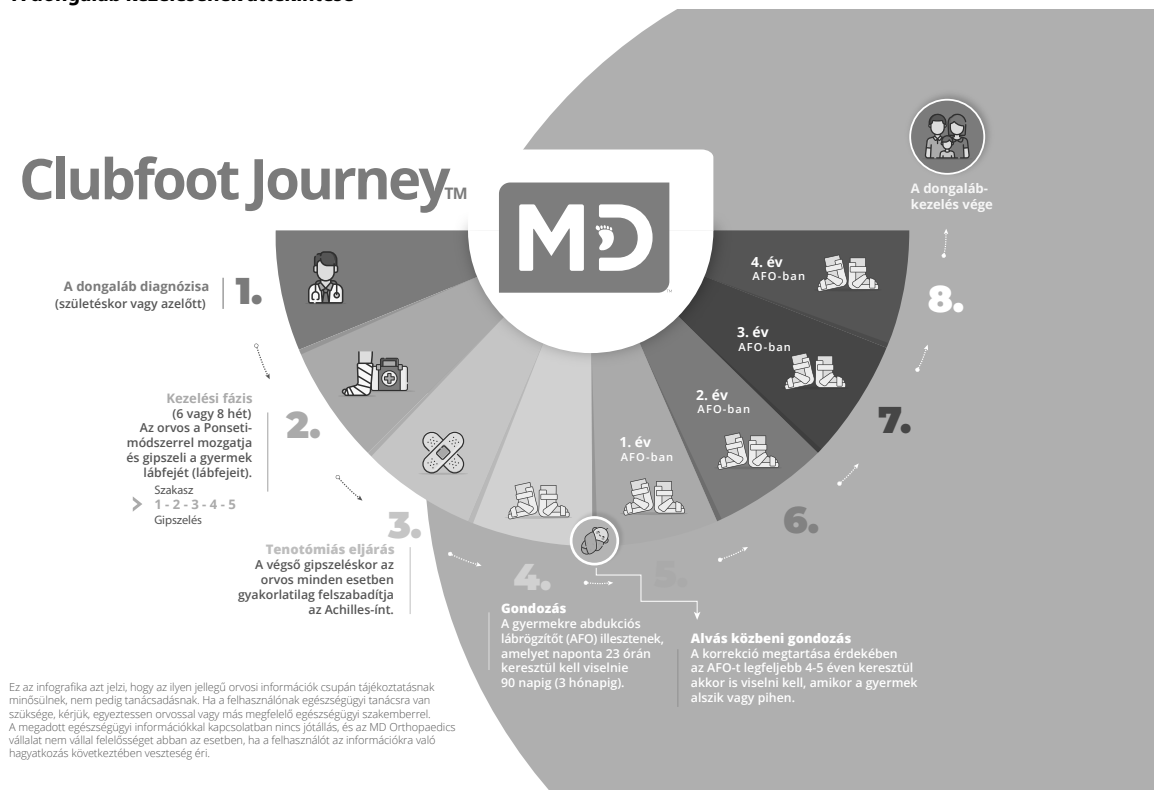 Clubfoot Journey™
MD
A dongaláb diagnózisa
(születéskor vagy azelőtt)
1.
Kezelési fázis
(6 vagy 8 hét)
Az orvos a Ponseti-
módszerrel mozgatja
és gipszeli a gyermek
lábfejét (lábfejeit).
Szakasz
1 - 2 - 3 - 4 - 5
Gipszelés
2.
3.
Tenotómiás eljárás
A végső gipszeléskor az
orvos minden esetben
gyakorlatilag felszabadítja
az Achilles-ínt.
4.
Gondozás
A gyermekre abdukciós
lábrögzítőt (AFO) illesztenek,
amelyet naponta 23 órán
keresztül kell viselnie
90 napig (3 hónapig).
5.
Alvás közbeni gondozás
A korrekció megtartása érdekében
az AFO-t legfeljebb 4-5 éven keresztül
akkor is viselni kell, amikor a gyermek
alszik vagy pihen.
1. év
AFO-ban
2. év
AFO-ban
3. év
AFO-ban
4. év
AFO-ban
6.
7.
8.
A dongaláb-
kezelés vége
Ez az infografika azt jelzi, hogy az ilyen jellegű orvosi információk csupán tájékoztatásnak
minősülnek, nem pedig tanácsadásnak. Ha a felhasználónak egészségügyi tanácsra van
szüksége, kérjük, egyeztessen orvossal vagy más megfelelő egészségügyi szakemberrel.
A megadott egészségügyi információkkal kapcsolatban nincs jótállás, és az MD Orthopaedics
vállalat nem vállal felelősséget abban az esetben, ha a felhasználót az információkra való
hagyatkozás következtében veszteség éri.